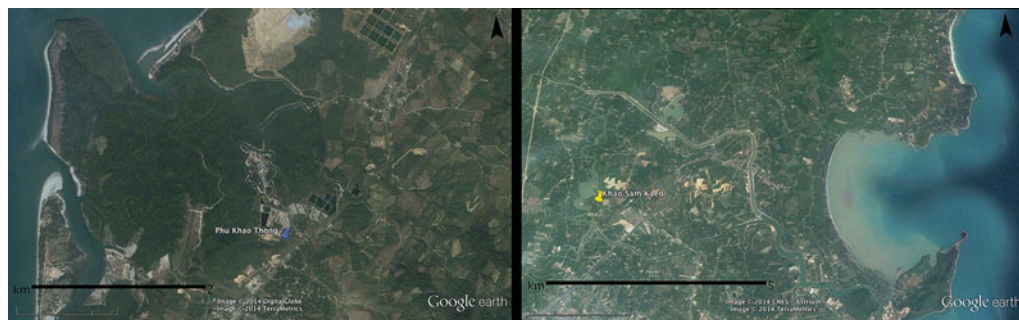 Phu Khao Thong
km 2
Image © 2014 DigitalGlobe
Image © 2014 TerraMetrics
Google earth
Khao Sam Kaeo
km 5
Image © 2014 CNES / Astrium
Image © 2014 TerraMetrics
Google earth